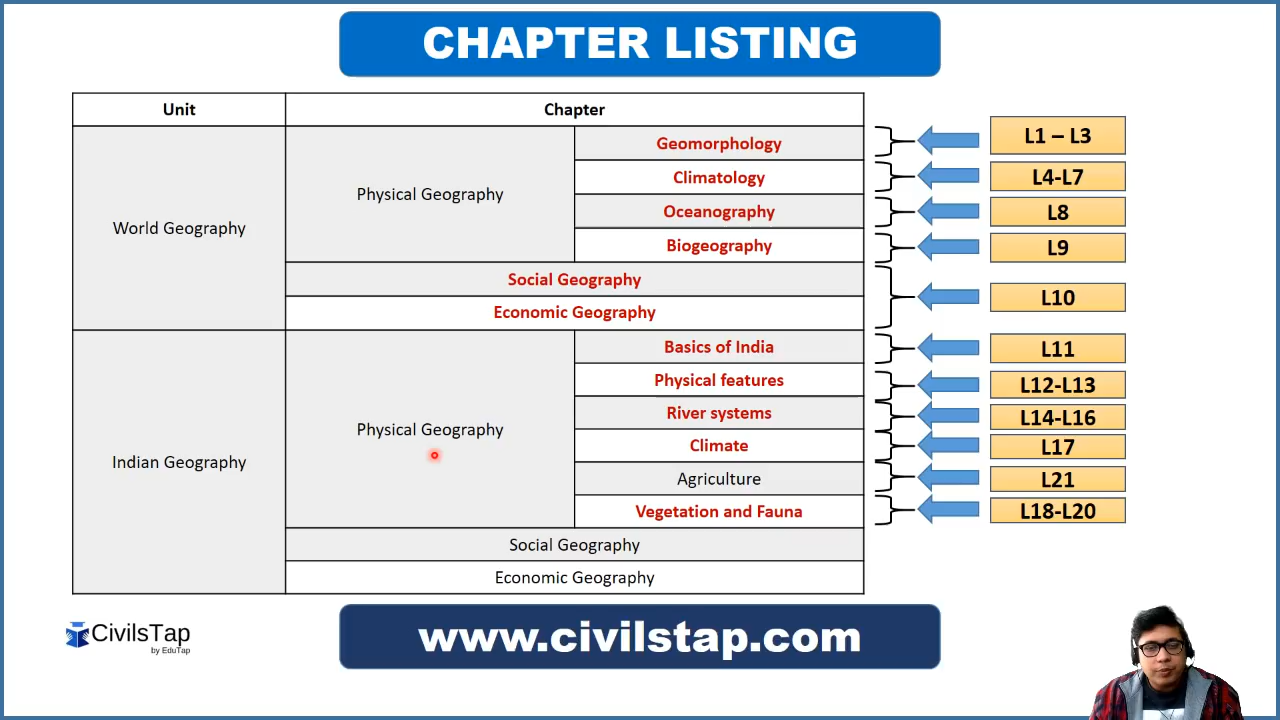 CHAPTER LISTING
Unit Chapter
World Geography
Physical Geography
Geomorphology
L1 – L3
Climatology
L4-L7
Oceanography
L8
Biogeography
L9
Social Geography
Economic Geography
L10
Indian Geography
Physical Geography
Basics of India
L11
Physical features
L12-L13
River systems
L14-L16
Climate
L17
Agriculture
L21
Vegetation and Fauna
L18-L20
Social Geography
Economic Geography
CivilsTap
by EduTap
www.civilstap.com